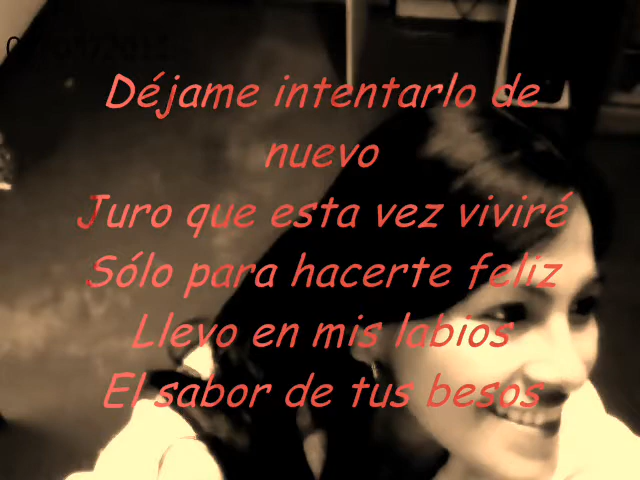 Déjame intentarlo de
nuevo
Juro que esta vez viviré
Sólo para hacerte feliz
Llevo en mis labios
El sabor de tus besos